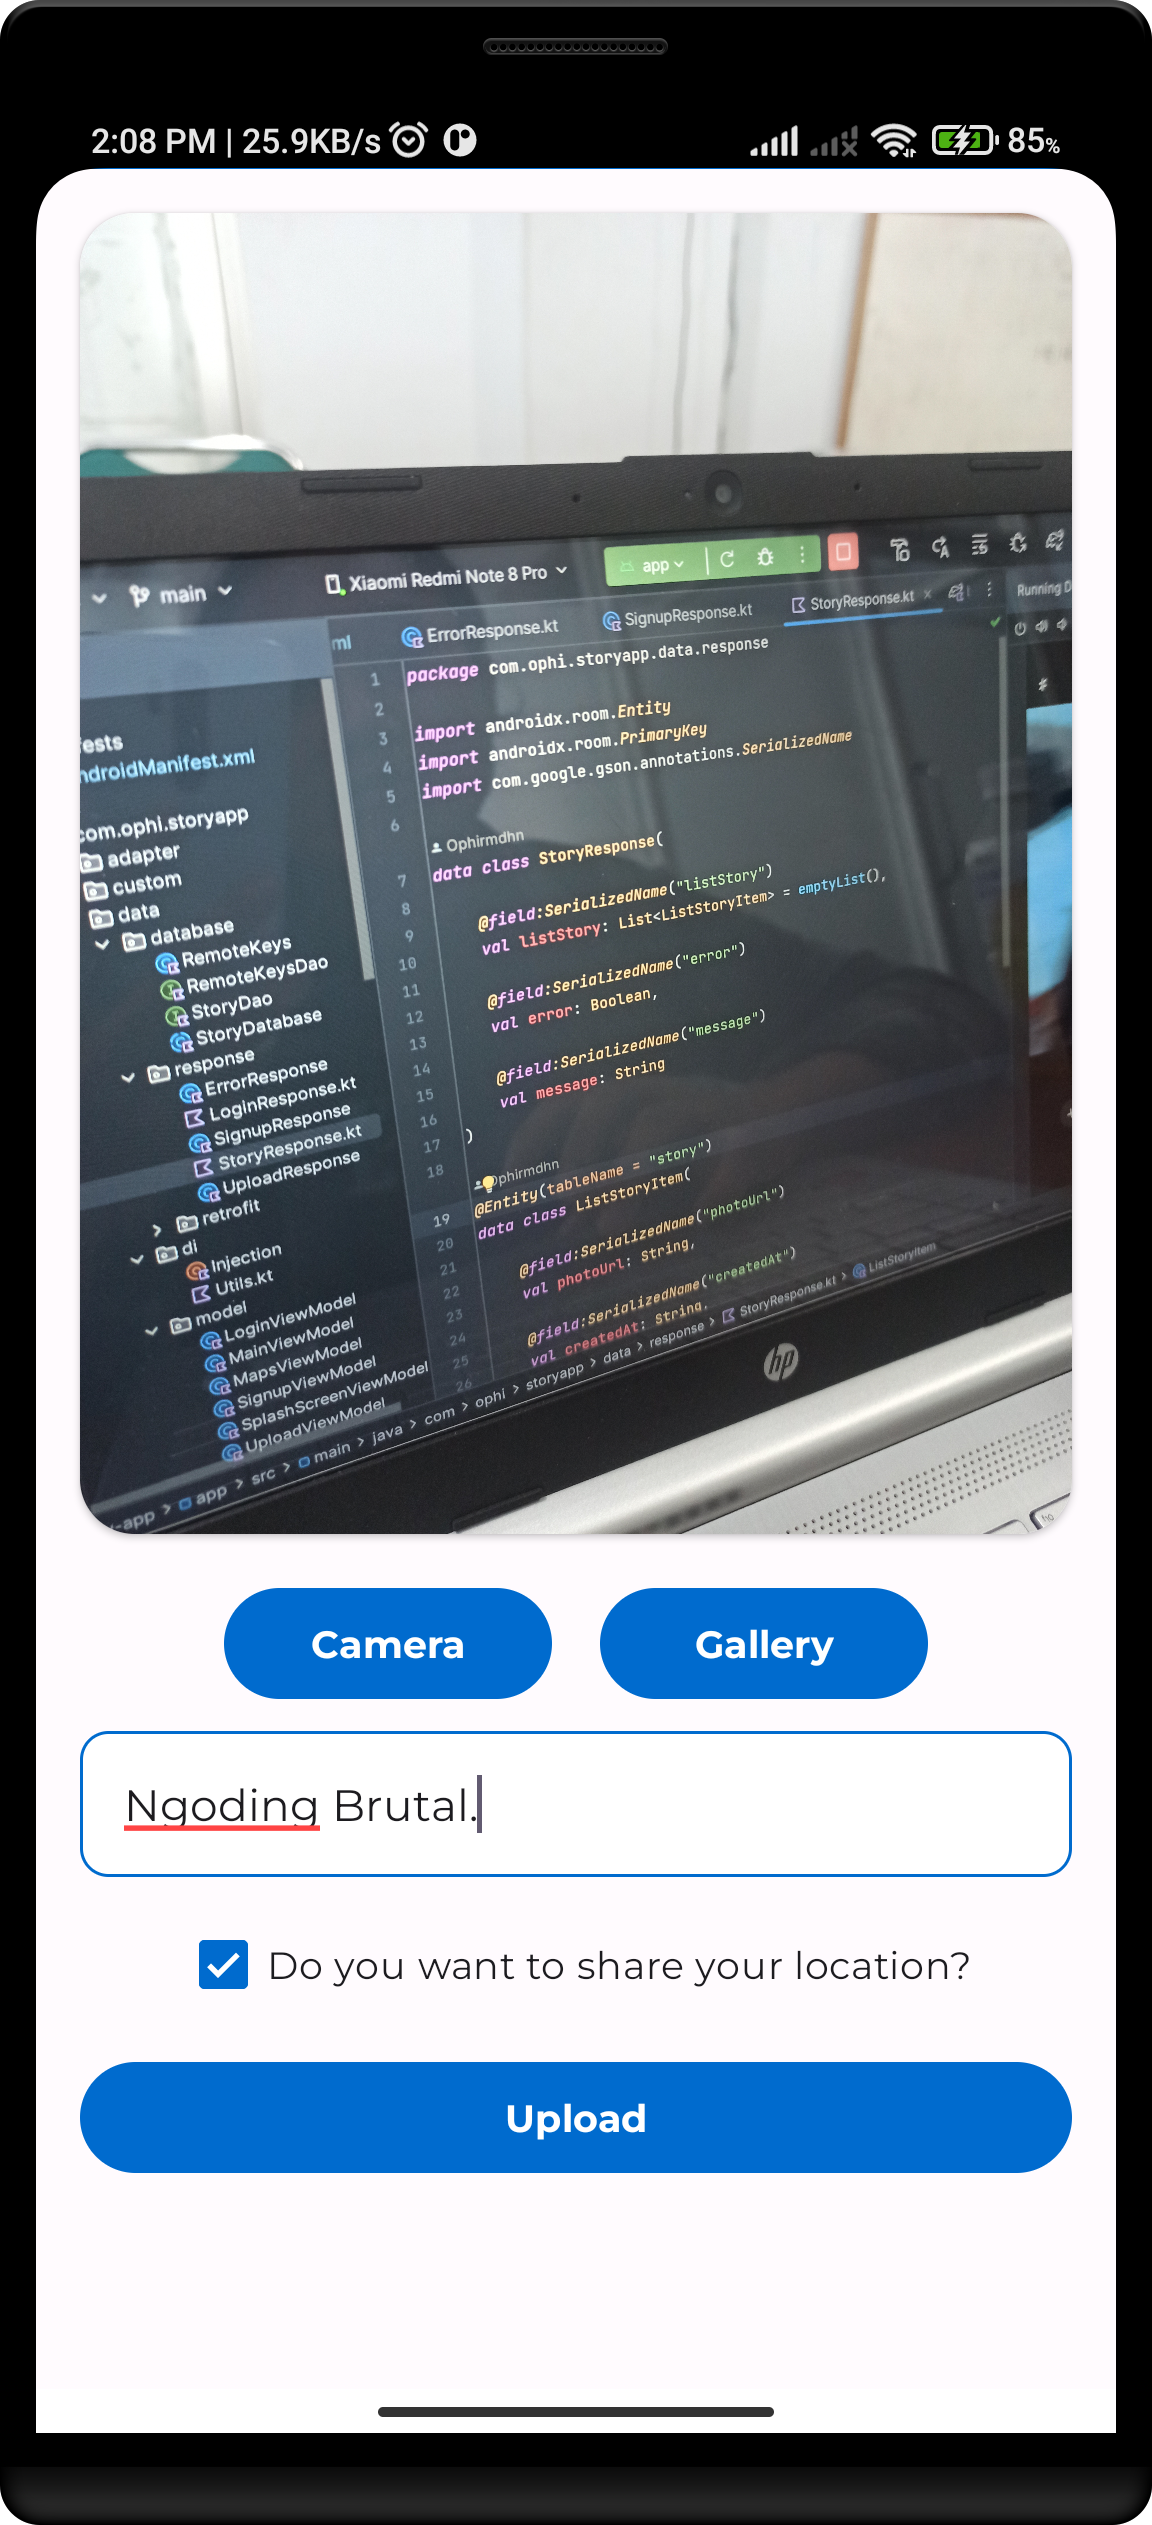 2:08 PM | 25.9KB/s
85%
main
Xiaomi Redmi Note 8 Pro
app
ml
ErrorResponse.kt
SignupResponse.kt
StoryResponse.kt
Running D
ests
ndroidManifest.xml
com.ophi.storyapp
adapter
custom
data
database
RemoteKeys
RemoteKeysDao
StoryDao
StoryDatabase
response
ErrorResponse
LoginResponse.kt
SignupResponse
StoryResponse.kt
UploadResponse
retrofit
di
Injection
Utils.kt
model
LoginViewModel
MainViewModel
MapsViewModel
SignupViewModel
SplashScreenViewModel
UploadViewModel
1 package com.ophi.storyapp.data.response
2
3 import androidx.room.Entity
4 import androidx.room.PrimaryKey
5 import com.google.gson.annotations.SerializedName
6
Ophirmdhn
7 data class StoryResponse(
8
9 @field:SerializedName("listStory")
10 val listStory: List<ListStoryItem> = emptyList(),
11
12 @field:SerializedName("error")
13 val error: Boolean,
14
15 @field:SerializedName("message")
16 val message: String
17 )
18
Ophirmdhn
19 @Entity(tableName = "story")
20 data class ListStoryItem(
21
22 @field:SerializedName("photoUrl")
23 val photoUrl: String,
24
25 @field:SerializedName("createdAt")
26 val createdAt: String,
-app > app > src > main > java > com > ophi > storyapp > data > response > StoryResponse.kt > ListStoryItem
hp
Camera
Gallery
Ngoding Brutal.
Do you want to share your location?
Upload